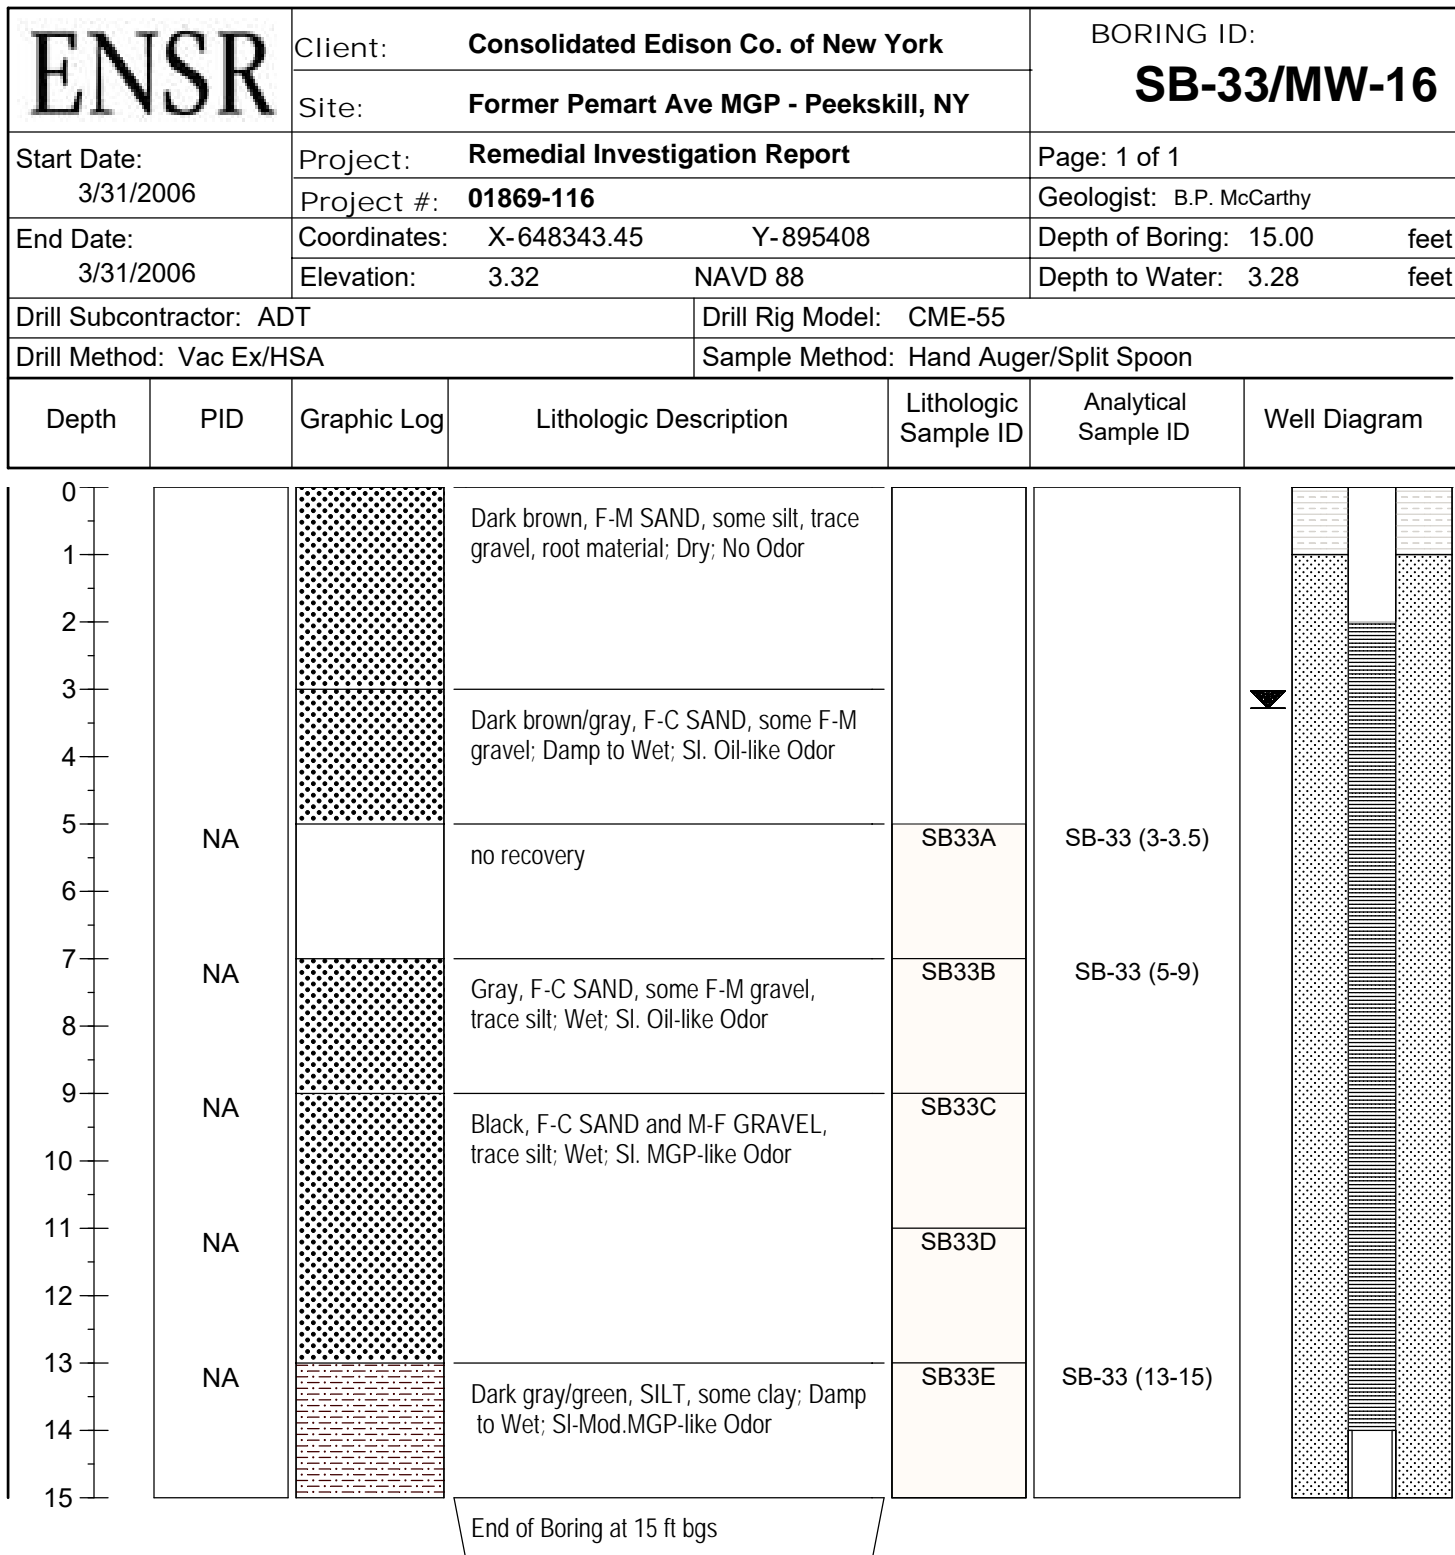 ENSR
Client: Consolidated Edison Co. of New York
Site: Former Pemart Ave MGP - Peekskill, NY
BORING ID:
SB-33/MW-16
Start Date:
3/31/2006
Project: Remedial Investigation Report
Page: 1 of 1
Project #: 01869-116
Geologist: B.P. McCarthy
End Date:
3/31/2006
Coordinates: X-648343.45 Y-895408
Depth of Boring: 15.00 feet
Elevation: 3.32 NAVD 88
Depth to Water: 3.28 feet
Drill Subcontractor: ADT
Drill Rig Model: CME-55
Drill Method: Vac Ex/HSA
Sample Method: Hand Auger/Split Spoon
Depth
PID
Graphic Log
Lithologic Description
Lithologic
Sample ID
Analytical
Sample ID
Well Diagram
0
Dark brown, F-M SAND, some silt, trace
gravel, root material; Dry; No Odor
1
2
3
Dark brown/gray, F-C SAND, some F-M
gravel; Damp to Wet; Sl. Oil-like Odor
4
5
NA
no recovery
SB33A
SB-33 (3-3.5)
6
7
NA
Gray, F-C SAND, some F-M gravel,
trace silt; Wet; Sl. Oil-like Odor
SB33B
SB-33 (5-9)
8
9
NA
Black, F-C SAND and M-F GRAVEL,
trace silt; Wet; Sl. MGP-like Odor
SB33C
10
11
NA
SB33D
12
13
NA
Dark gray/green, SILT, some clay; Damp
to Wet; Sl-Mod.MGP-like Odor
SB33E
SB-33 (13-15)
14
15
End of Boring at 15 ft bgs